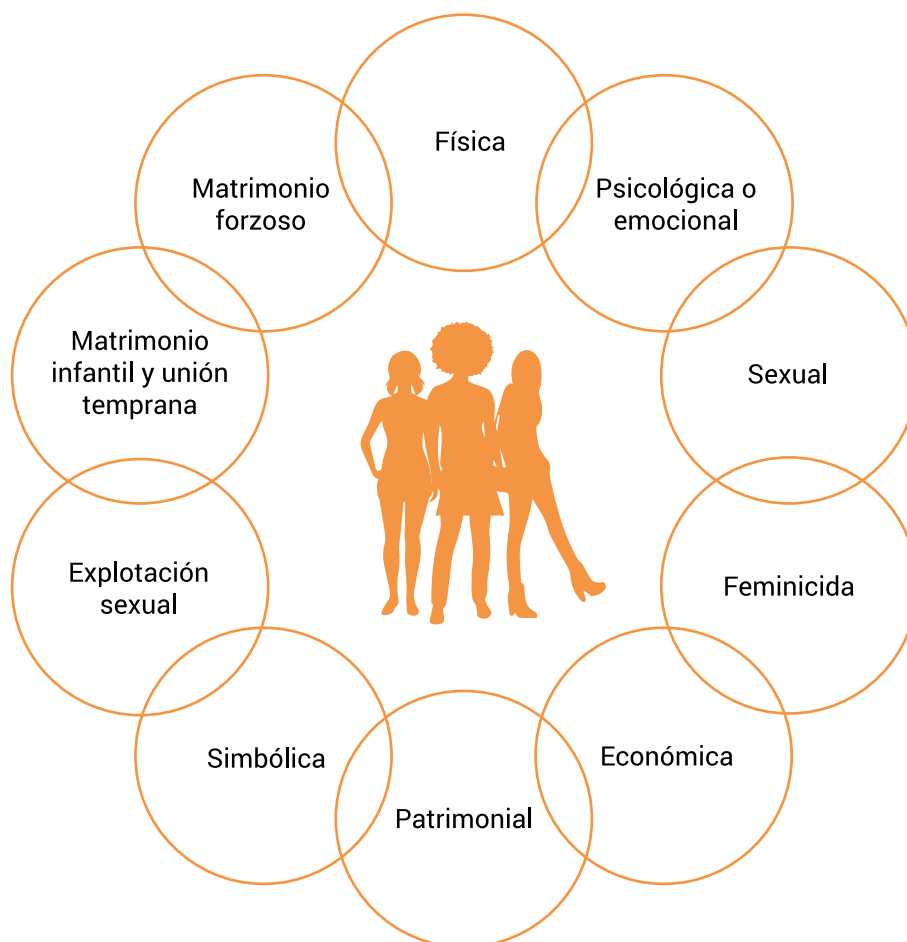 Física
Psicológica o
emocional
Sexual
Feminicida
Económica
Patrimonial
Simbólica
Explotación
sexual
Matrimonio
infantil y unión
temprana
Matrimonio
forzoso